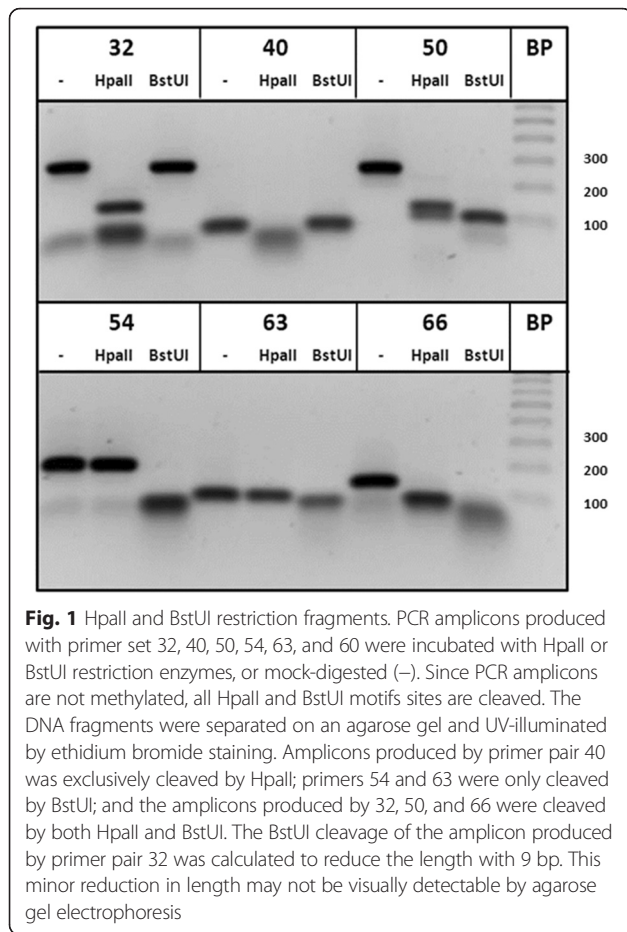 32 40 50 BP
- HpaII BstUI - HpaII BstUI - HpaII BstUI
300
200
100
54 63 66 BP
- HpaII BstUI - HpaII BstUI - HpaII BstUI
300
200
100
Fig. 1 HpaII and BstUI restriction fragments. PCR amplicons produced
with primer set 32, 40, 50, 54, 63, and 60 were incubated with HpaII or
BstUI restriction enzymes, or mock-digested (−). Since PCR amplicons
are not methylated, all HpaII and BstUI motifs sites are cleaved. The
DNA fragments were separated on an agarose gel and UV-illuminated
by ethidium bromide staining. Amplicons produced by primer pair 40
was exclusively cleaved by HpaII; primers 54 and 63 were only cleaved
by BstUI; and the amplicons produced by 32, 50, and 66 were cleaved
by both HpaII and BstUI. The BstUI cleavage of the amplicon produced
by primer pair 32 was calculated to reduce the length with 9 bp. This
minor reduction in length may not be visually detectable by agarose
gel electrophoresis